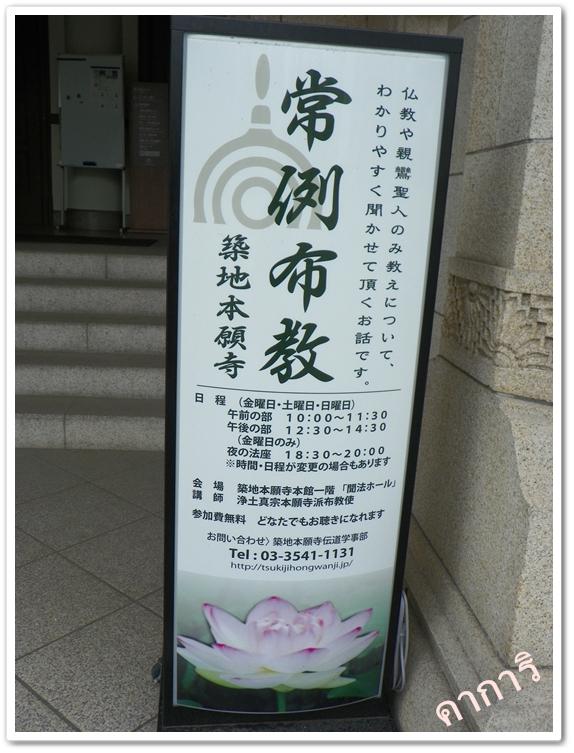 仏教や親鸞聖人のみ教えについて、
わかりやすく聞かせて頂くお話です。
常例布教
築地本願寺
日　程　（金曜日・土曜日・日曜日）
午前の部　10:00～11:30
午後の部　12:30～14:30
（金曜日のみ）
夜の法座　18:30～20:00
※時間・日程が変更の場合もあります
会　場　築地本願寺本館一階「聞法ホール」
講　師　浄土真宗本願寺派布教使
参加費無料　どなたでもお聴きになれます
お問い合わせ〉築地本願寺伝道学事部
Tel : 03-3541-1131
http://tsukijihongwanji.jp/
คาการิ